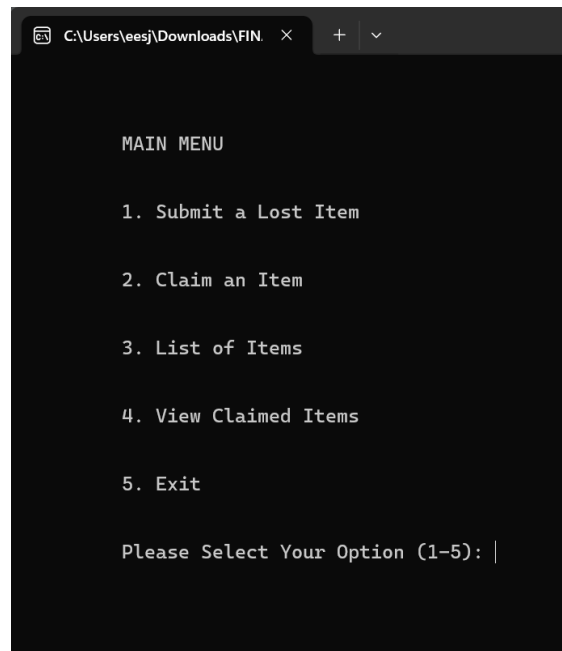 C:\Users\eesj\Downloads\FIN.
MAIN MENU
1. Submit a Lost Item
2. Claim an Item
3. List of Items
4. View Claimed Items
5. Exit
Please Select Your Option (1-5):